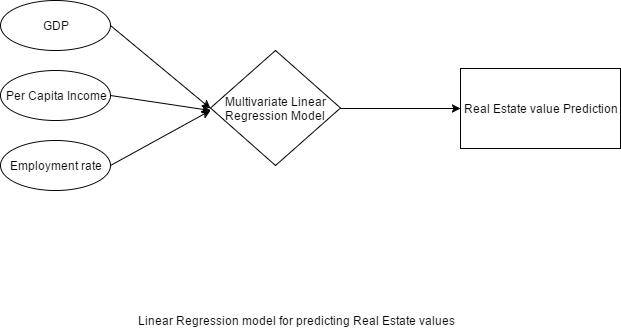 GDP
Per Capita Income
Employment rate
Multivariate Linear
Regression Model
Real Estate value Prediction
Linear Regression model for predicting Real Estate values